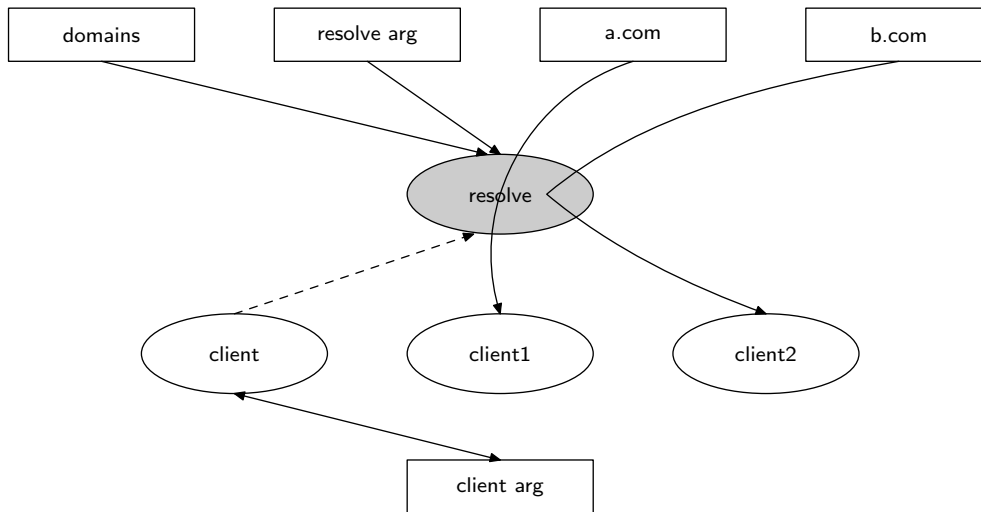 domains
resolve arg
a.com
b.com
resolve
client
client1
client2
client arg